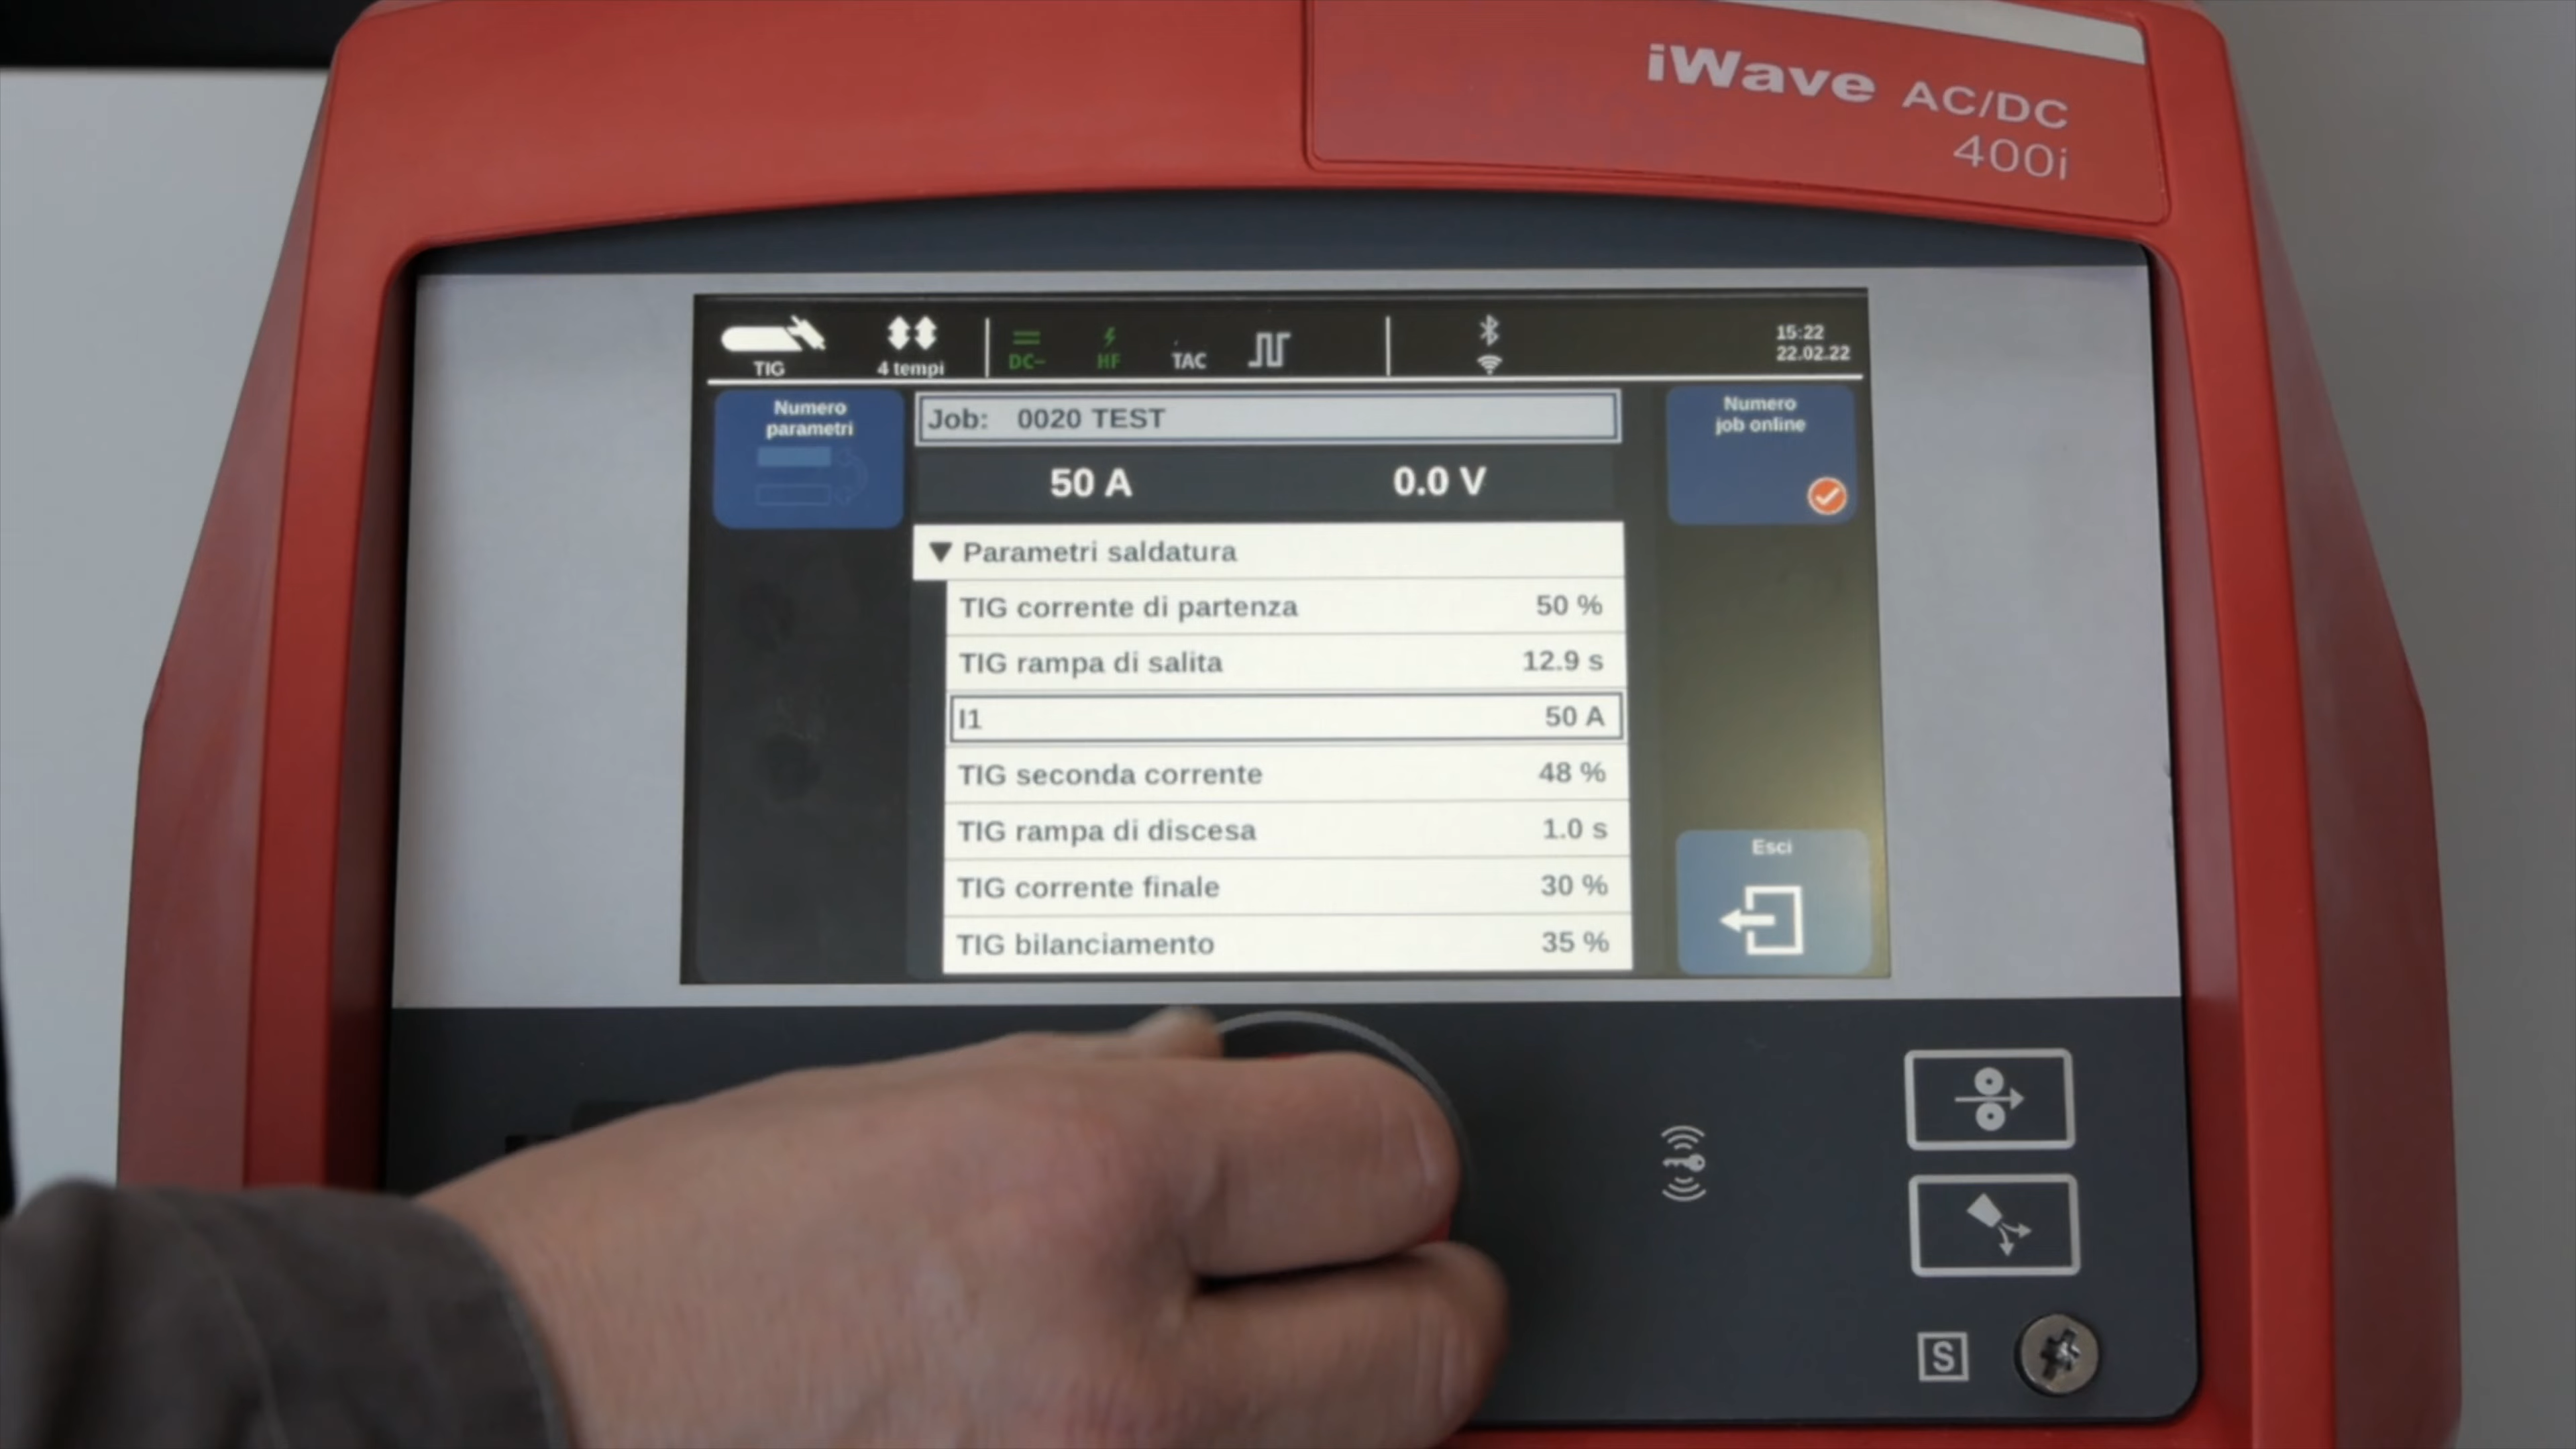 iWave AC/DC
400i
TIG
4 tempi
DC-
HF
TAC
15:22
22.02.22
Numero
parametri
Job: 0020 TEST
Numero
job online
50 A 0.0 V
Parametri saldatura
TIG corrente di partenza 50 %
TIG rampa di salita 12.9 s
I1 50 A
TIG seconda corrente 48 %
TIG rampa di discesa 1.0 s
TIG corrente finale 30 %
TIG bilanciamento 35 %
Esci
S